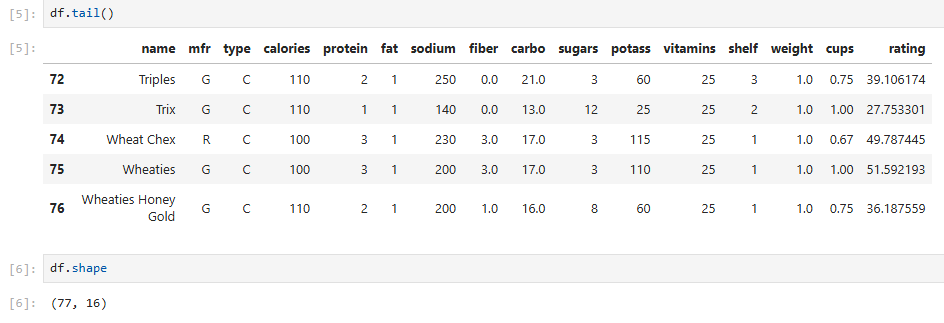 [5]: df.tail()
[5]: name mfr type calories protein fat sodium fiber carbo sugars potass vitamins shelf weight cups rating
72 Triples G C 110 2 1 250 0.0 21.0 3 60 25 3 1.0 0.75 39.106174
73 Trix G C 110 1 1 140 0.0 13.0 12 25 25 2 1.0 1.00 27.753301
74 Wheat Chex R C 100 3 1 230 3.0 17.0 3 115 25 1 1.0 0.67 49.787445
75 Wheaties G C 100 3 1 200 3.0 17.0 3 110 25 1 1.0 1.00 51.592193
76 Wheaties Honey Gold G C 110 2 1 200 1.0 16.0 8 60 25 1 1.0 0.75 36.187559
[6]: df.shape
[6]: (77, 16)